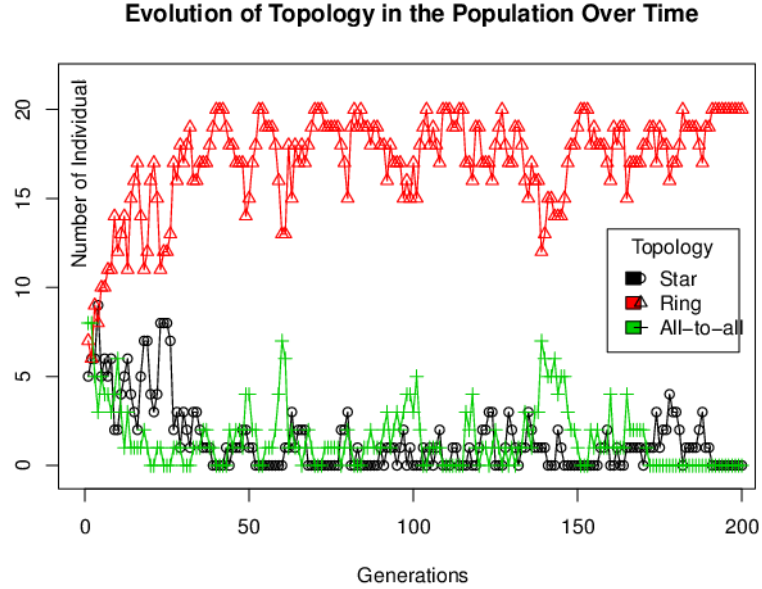 Evolution of Topology in the Population Over Time
Number of Individual
20
15
10
5
0
Topology
Star
Ring
All-to-all
0 50 100 150 200
Generations